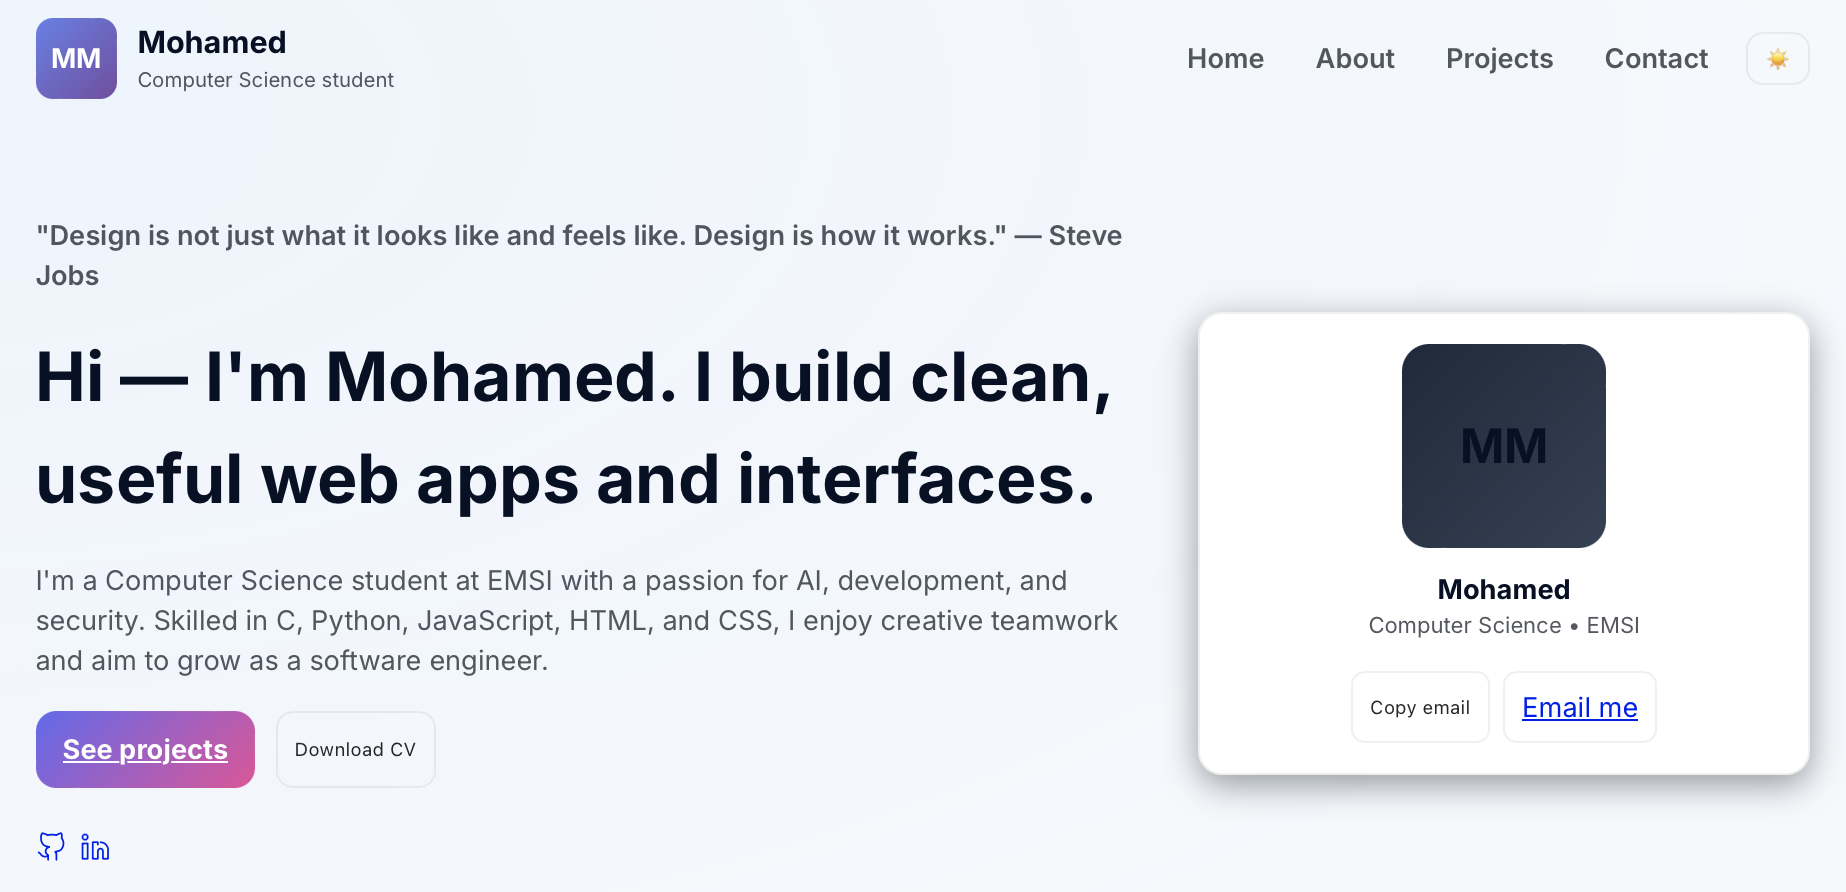 MM
Mohamed
Computer Science student
Home
About
Projects
Contact
"Design is not just what it looks like and feels like. Design is how it works." — Steve
Jobs
Hi — I'm Mohamed. I build clean,
useful web apps and interfaces.
I'm a Computer Science student at EMSI with a passion for AI, development, and
security. Skilled in C, Python, JavaScript, HTML, and CSS, I enjoy creative teamwork
and aim to grow as a software engineer.
See projects
Download CV
in
MM
Mohamed
Computer Science • EMSI
Copy email
Email me